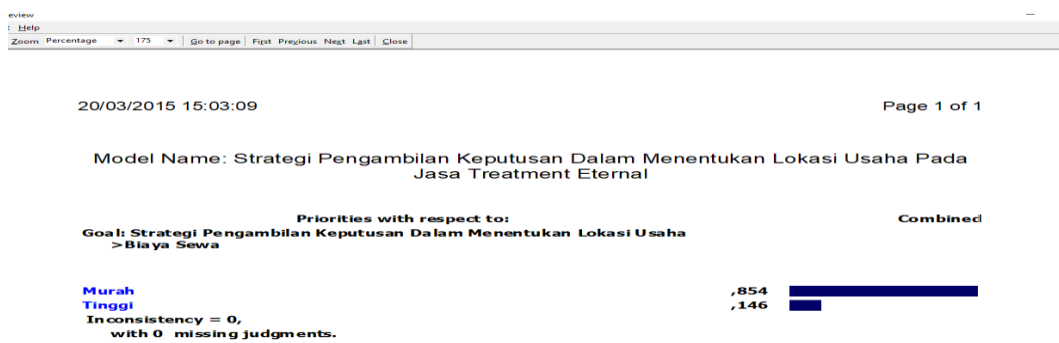 eview
: Help
Zoom Percentage 175 Go to page First Previous Next Last Close
20/03/2015 15:03:09 Page 1 of 1
Model Name: Strategi Pengambilan Keputusan Dalam Menentukan Lokasi Usaha Pada
Jasa Treatment Eternal
Priorities with respect to: Combined
Goal: Strategi Pengambilan Keputusan Dalam Menentukan Lokasi Usaha
>Biaya Sewa
Murah ,854
Tinggi ,146
Inconsistency = 0,
with 0 missing judgments.